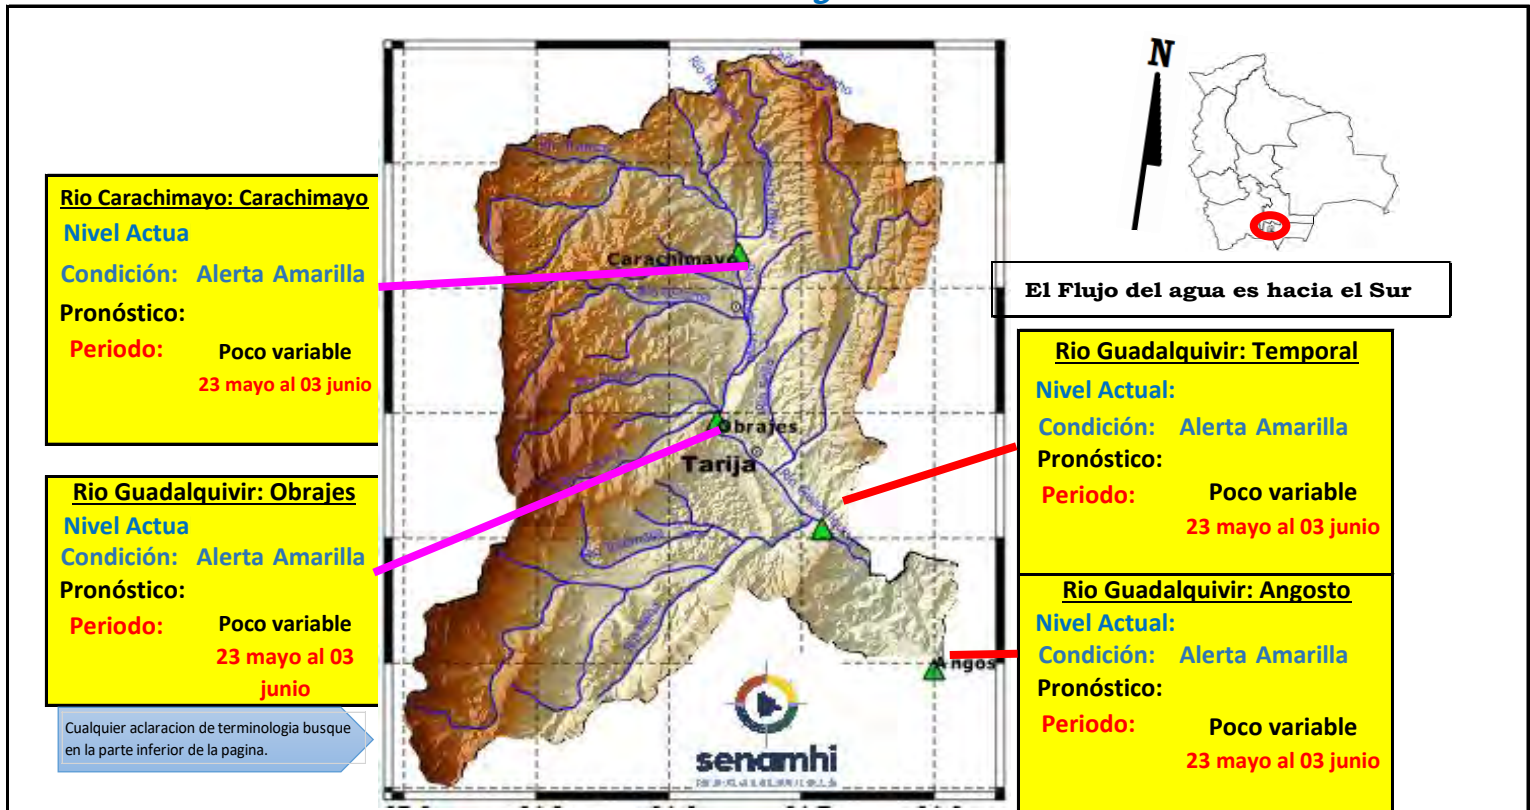 N
Rio Carachimayo: Carachimayo
Nivel Actua
Condición: Alerta Amarilla
Pronóstico:
Periodo: Poco variable
23 mayo al 03 junio
Rio Guadalquivir: Obrajes
Nivel Actua
Condición: Alerta Amarilla
Pronóstico:
Periodo: Poco variable
23 mayo al 03
junio
Cualquier aclaracion de terminologia busque
en la parte inferior de la pagina.
Carachimayo
Obrajes
Tarija
Angos
senamhi
El Flujo del agua es hacia el Sur
Rio Guadalquivir: Temporal
Nivel Actual:
Condición: Alerta Amarilla
Pronóstico:
Periodo: Poco variable
23 mayo al 03 junio
Rio Guadalquivir: Angosto
Nivel Actual:
Condición: Alerta Amarilla
Pronóstico:
Periodo: Poco variable
23 mayo al 03 junio